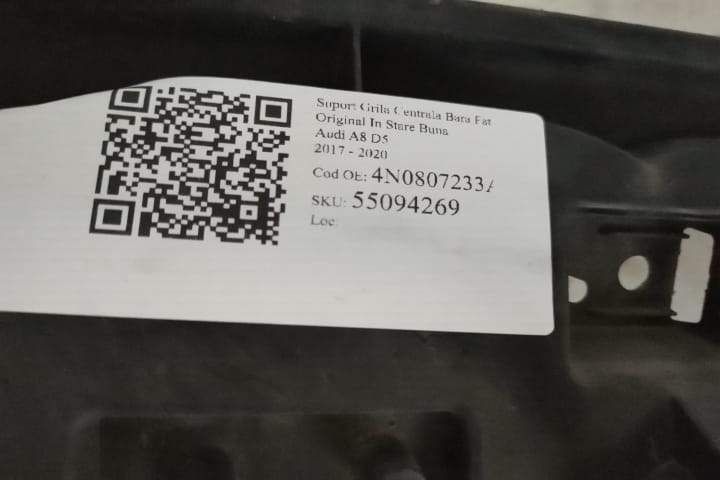 Suport Grila Centrala Bara Fat
Original In Stare Buna
Audi A8 D5
2017 - 2020
Cod OE: 4N0807233A
SKU: 55094269
Loc: